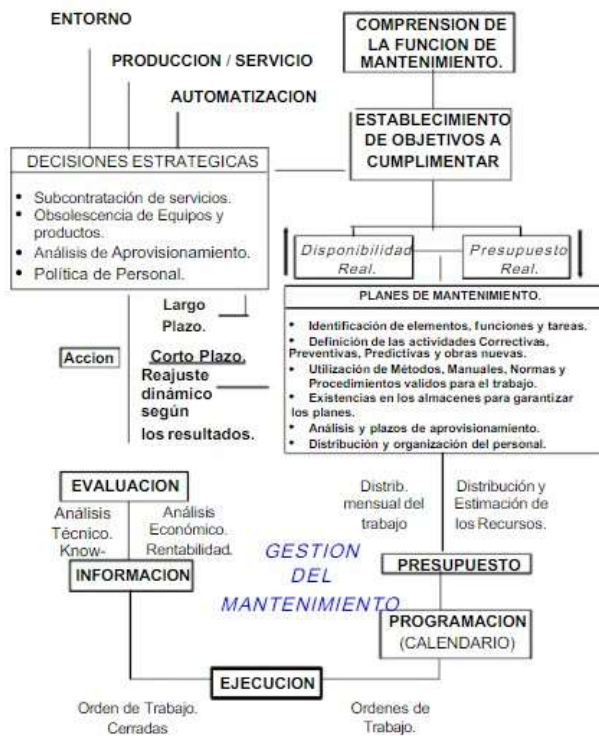 ENTORNO
PRODUCCION / SERVICIO
AUTOMATIZACION
COMPRENSION DE
LA FUNCION DE
MANTENIMIENTO.
ESTABLECIMIENTO
DE OBJETIVOS A
CUMPLIMENTAR
DECISIONES ESTRATEGICAS
• Subcontratación de servicios.
• Obsolescencia de Equipos y
productos.
• Análisis de Aprovisionamiento.
• Política de Personal.
Disponibilidad
Real.
Presupuesto
Real.
PLANES DE MANTENIMIENTO.
• Identificación de elementos, funciones y tareas.
• Definición de las actividades Correctivas,
Preventivas, Predictivas y obras nuevas.
• Utilización de Métodos, Manuales, Normas y
Procedimientos validos para el trabajo.
• Existencias en los almacenes para garantizar
los planes.
• Análisis y plazos de aprovisionamiento.
• Distribución y organización del personal.
Largo
Plazo.
Accion
Corto Plazo.
Reajuste
dinámico
según
los resultados.
EVALUACION
Análisis
Técnico.
Know-
Análisis
Económico.
Rentabilidad.
INFORMACION
GESTION
DEL
MANTENIMIENTO
Distrib.
mensual del
trabajo
Distribución y
Estimación de
los Recursos.
PRESUPUESTO
PROGRAMACION
(CALENDARIO)
EJECUCION
Orden de Trabajo.
Cerradas
Ordenes de
Trabajo.